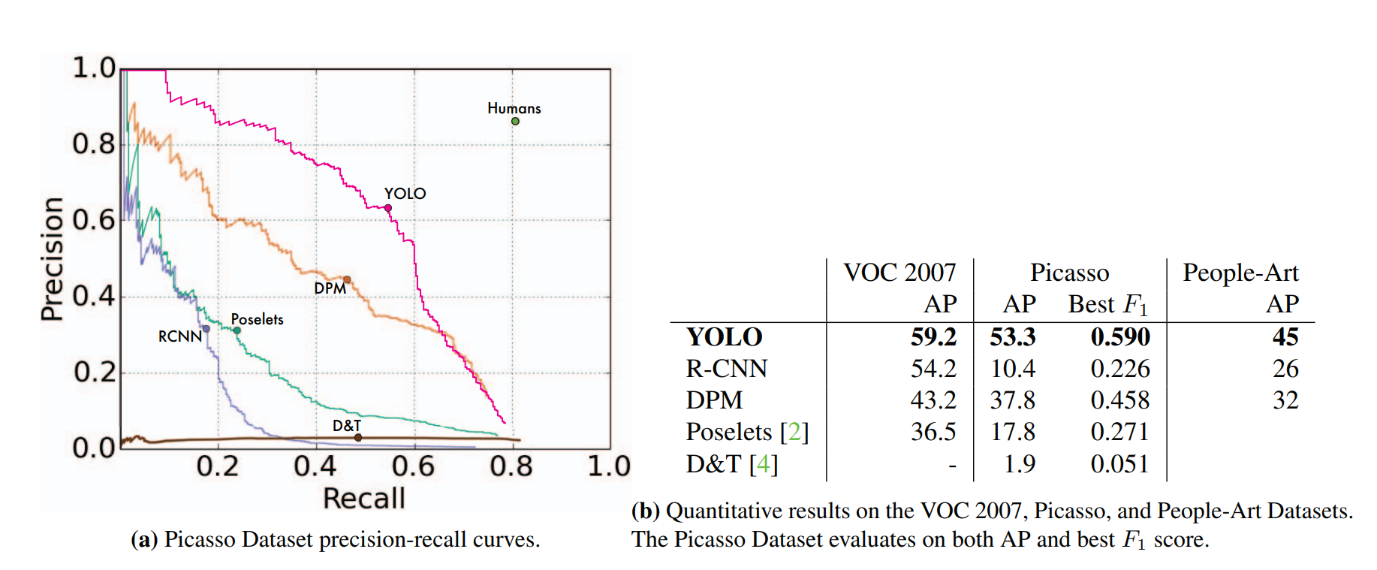 1.0
0.8
0.6
0.4
0.2
0.0
Precision
Humans
YOLO
DPM
Poselets
RCNN
D&T
0.2 0.4 0.6 0.8 1.0
Recall
(a) Picasso Dataset precision-recall curves.
VOC 2007 Picasso People-Art
AP AP Best F1 AP
YOLO 59.2 53.3 0.590 45
R-CNN 54.2 10.4 0.226 26
DPM 43.2 37.8 0.458 32
Poselets [2] 36.5 17.8 0.271
D&T [4] - 1.9 0.051
(b) Quantitative results on the VOC 2007, Picasso, and People-Art Datasets.
The Picasso Dataset evaluates on both AP and best F1 score.